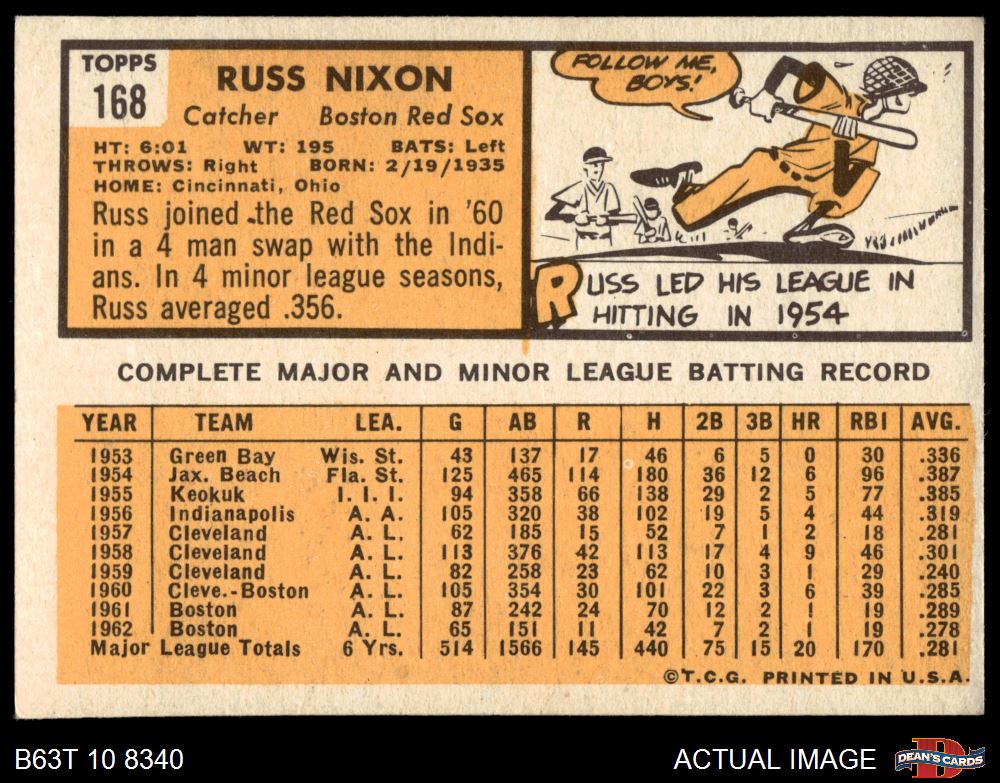 TOPPS
168
RUSS NIXON
Catcher Boston Red Sox
HT: 6:01 WT: 195 BATS: Left
THROWS: Right BORN: 2/19/1935
HOME: Cincinnati, Ohio
Russ joined the Red Sox in '60
in a 4 man swap with the Indi-
ans. In 4 minor league seasons,
Russ averaged .356.
FOLLOW ME,
BOYS!
RUSS LED HIS LEAGUE IN
HITTING IN 1954
COMPLETE MAJOR AND MINOR LEAGUE BATTING RECORD
YEAR TEAM LEA. G AB R H 2B 3B HR RBI AVG.
1953 Green Bay Wis. St. 43 137 17 46 6 5 0 30 .336
1954 Jax. Beach Fla. St. 125 465 114 180 36 12 6 96 .387
1955 Keokuk I. I. I. 94 358 66 138 29 2 5 77 .385
1956 Indianapolis A. A. 105 320 38 102 19 5 4 44 .319
1957 Cleveland A. L. 62 185 15 52 7 1 2 18 .281
1958 Cleveland A. L. 113 376 42 113 17 4 9 46 .301
1959 Cleveland A. L. 82 258 23 62 10 3 1 29 .240
1960 Cleve.-Boston A. L. 105 354 30 101 22 3 6 39 .285
1961 Boston A. L. 87 242 24 70 12 2 1 19 .289
1962 Boston A. L. 65 151 11 42 7 2 1 19 .278
Major League Totals 6 Yrs. 514 1566 145 440 75 15 20 170 .281
©T.C.G. PRINTED IN U.S.A.
B63T 10 8340
ACTUAL IMAGE
DEAN'S CARDS